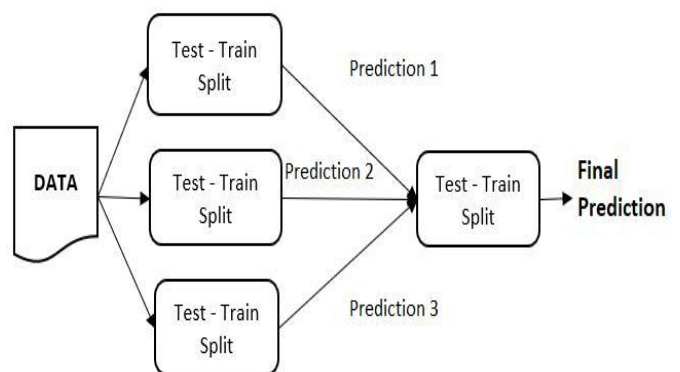 Test - Train
Split
Prediction 1
DATA
Test - Train
Split
Prediction 2
Test - Train
Split
Final
Prediction
Test - Train
Split
Prediction 3